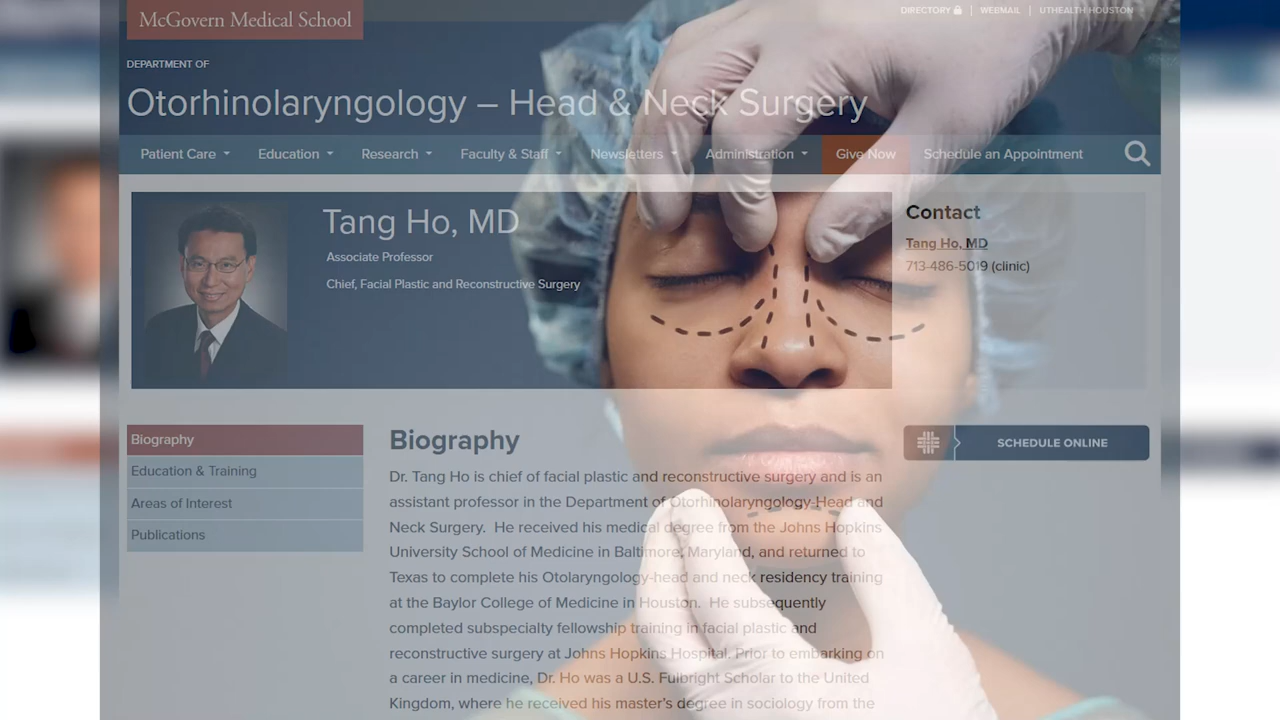 McGovern Medical School
DIRECTORY | WEBMAIL | UTHEALTH HOUSTON
DEPARTMENT OF
Otorhinolaryngology – Head & Neck Surgery
Patient Care Education Research Faculty & Staff Newsletters Administration Give Now Schedule an Appointment
Tang Ho, MD
Associate Professor
Chief, Facial Plastic and Reconstructive Surgery
Contact
Tang Ho, MD
713-486-5019 (clinic)
Biography
Education & Training
Areas of Interest
Publications
SCHEDULE ONLINE
Biography
Dr. Tang Ho is chief of facial plastic and reconstructive surgery and is an
assistant professor in the Department of Otorhinolaryngology-Head and
Neck Surgery. He received his medical degree from the Johns Hopkins
University School of Medicine in Baltimore, Maryland, and returned to
Texas to complete his Otolaryngology-head and neck residency training
at the Baylor College of Medicine in Houston. He subsequently
completed subspecialty fellowship training in facial plastic and
reconstructive surgery at Johns Hopkins Hospital. Prior to embarking on
a career in medicine, Dr. Ho was a U.S. Fulbright Scholar to the United
Kingdom, where he received his master's degree in sociology from the